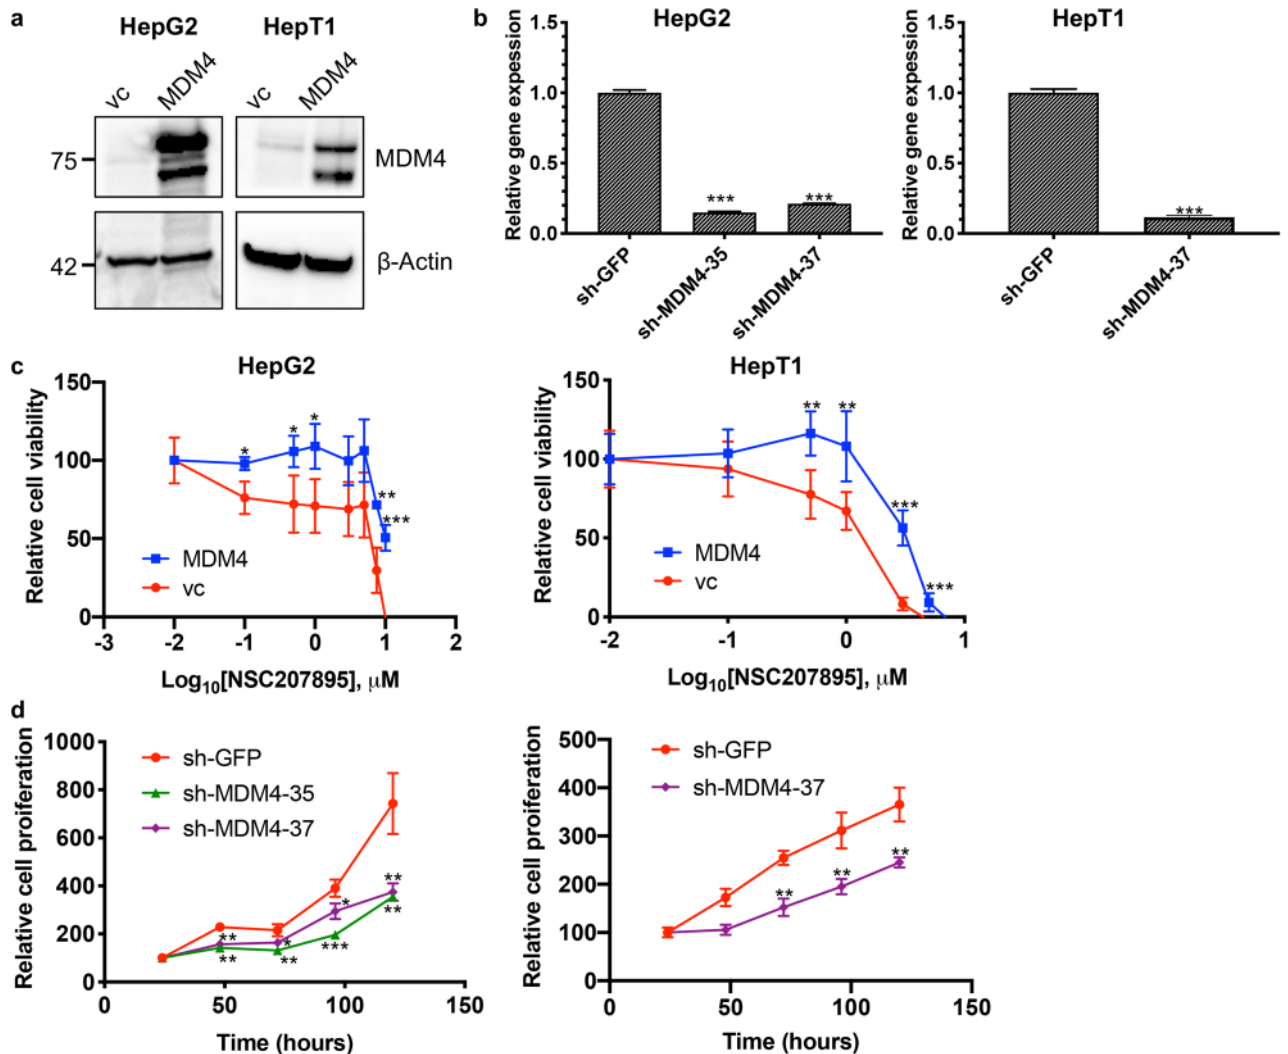 a
HepG2 HepT1
vc MDM4 vc MDM4
75 MDM4
42 β-Actin
b
HepG2
Relative gene expession
1.5
1.0
0.5
0.0
*** ***
sh-GFP sh-MDM4-35 sh-MDM4-37
HepT1
Relative gene expession
1.5
1.0
0.5
0.0
***
sh-GFP sh-MDM4-37
c
HepG2
Relative cell viability
150
100
50
0
* * * ** ***
MDM4
vc
-3 -2 -1 0 1 2
Log10[NSC207895], μM
HepT1
Relative cell viability
150
100
50
0
** ** *** ***
MDM4
vc
-2 -1 0 1
Log10[NSC207895], μM
d
Relative cell proiferation
1000
800
600
400
200
0
sh-GFP
sh-MDM4-35
sh-MDM4-37
** * * **
** ** *** **
0 50 100 150
Time (hours)
Relative cell proiferation
500
400
300
200
100
0
sh-GFP
sh-MDM4-37
** ** **
0 50 100 150
Time (hours)